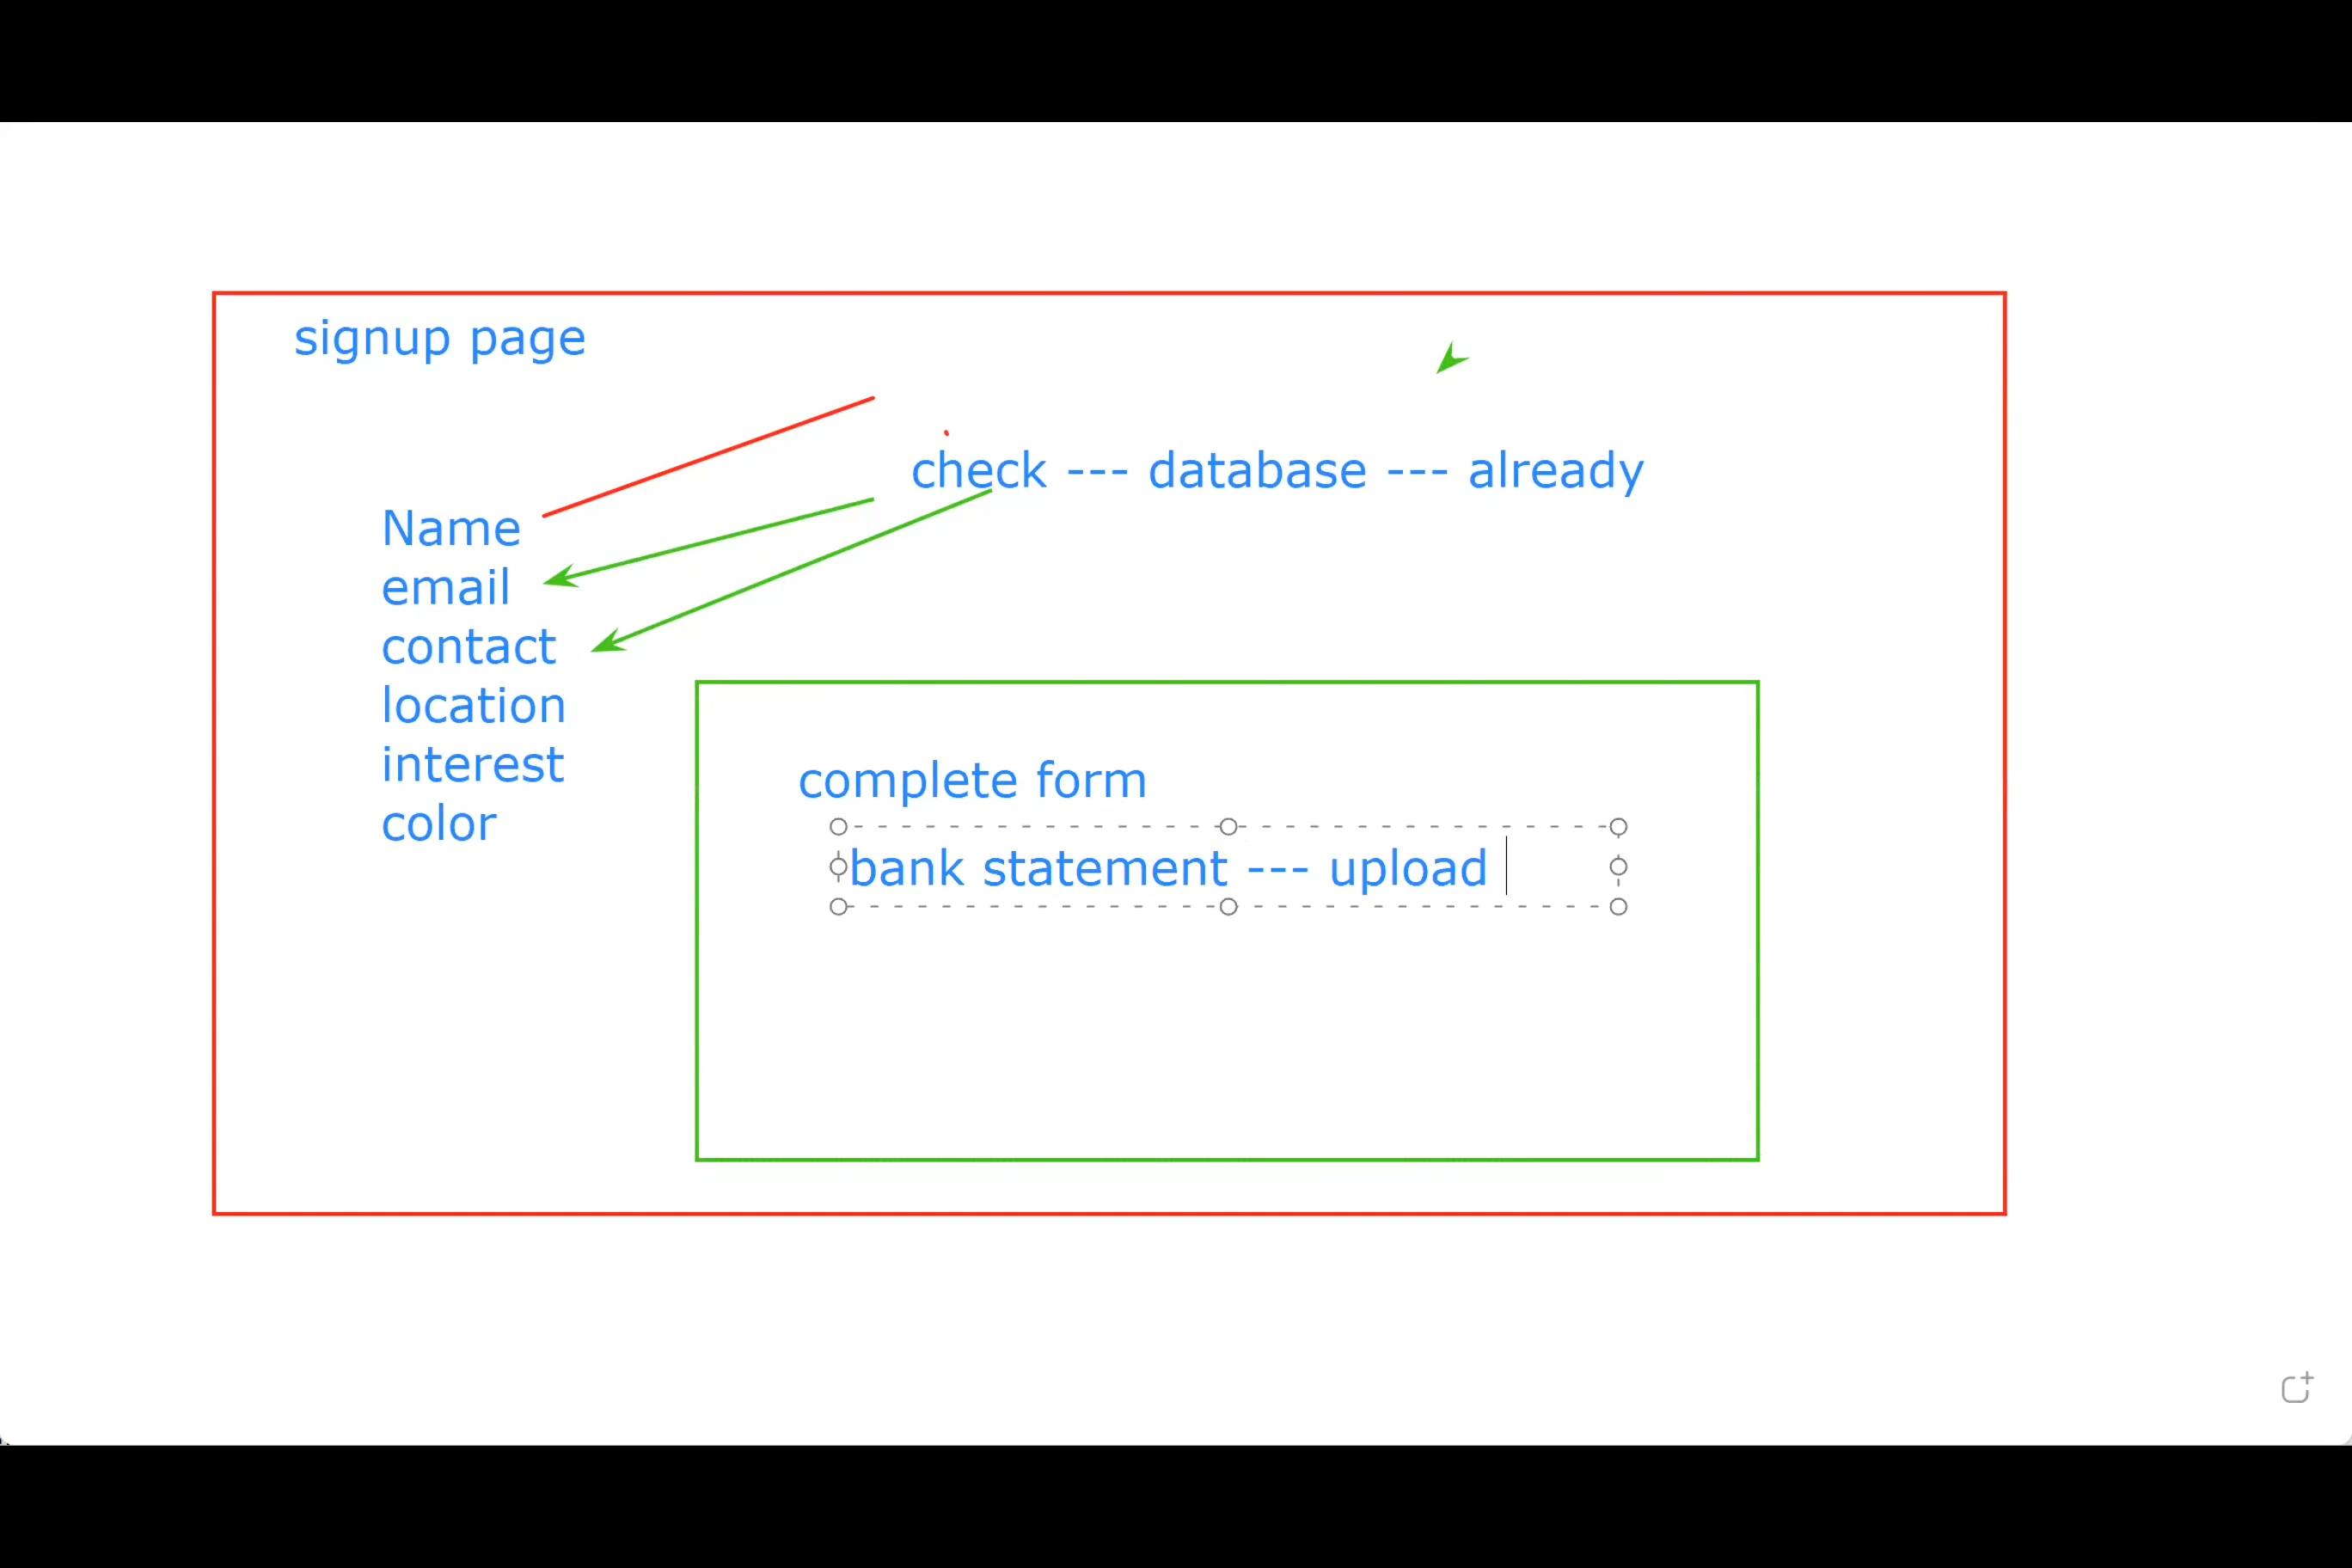 signup page
check --- database --- already
Name
email
contact
location
interest
color
complete form
bank statement --- upload